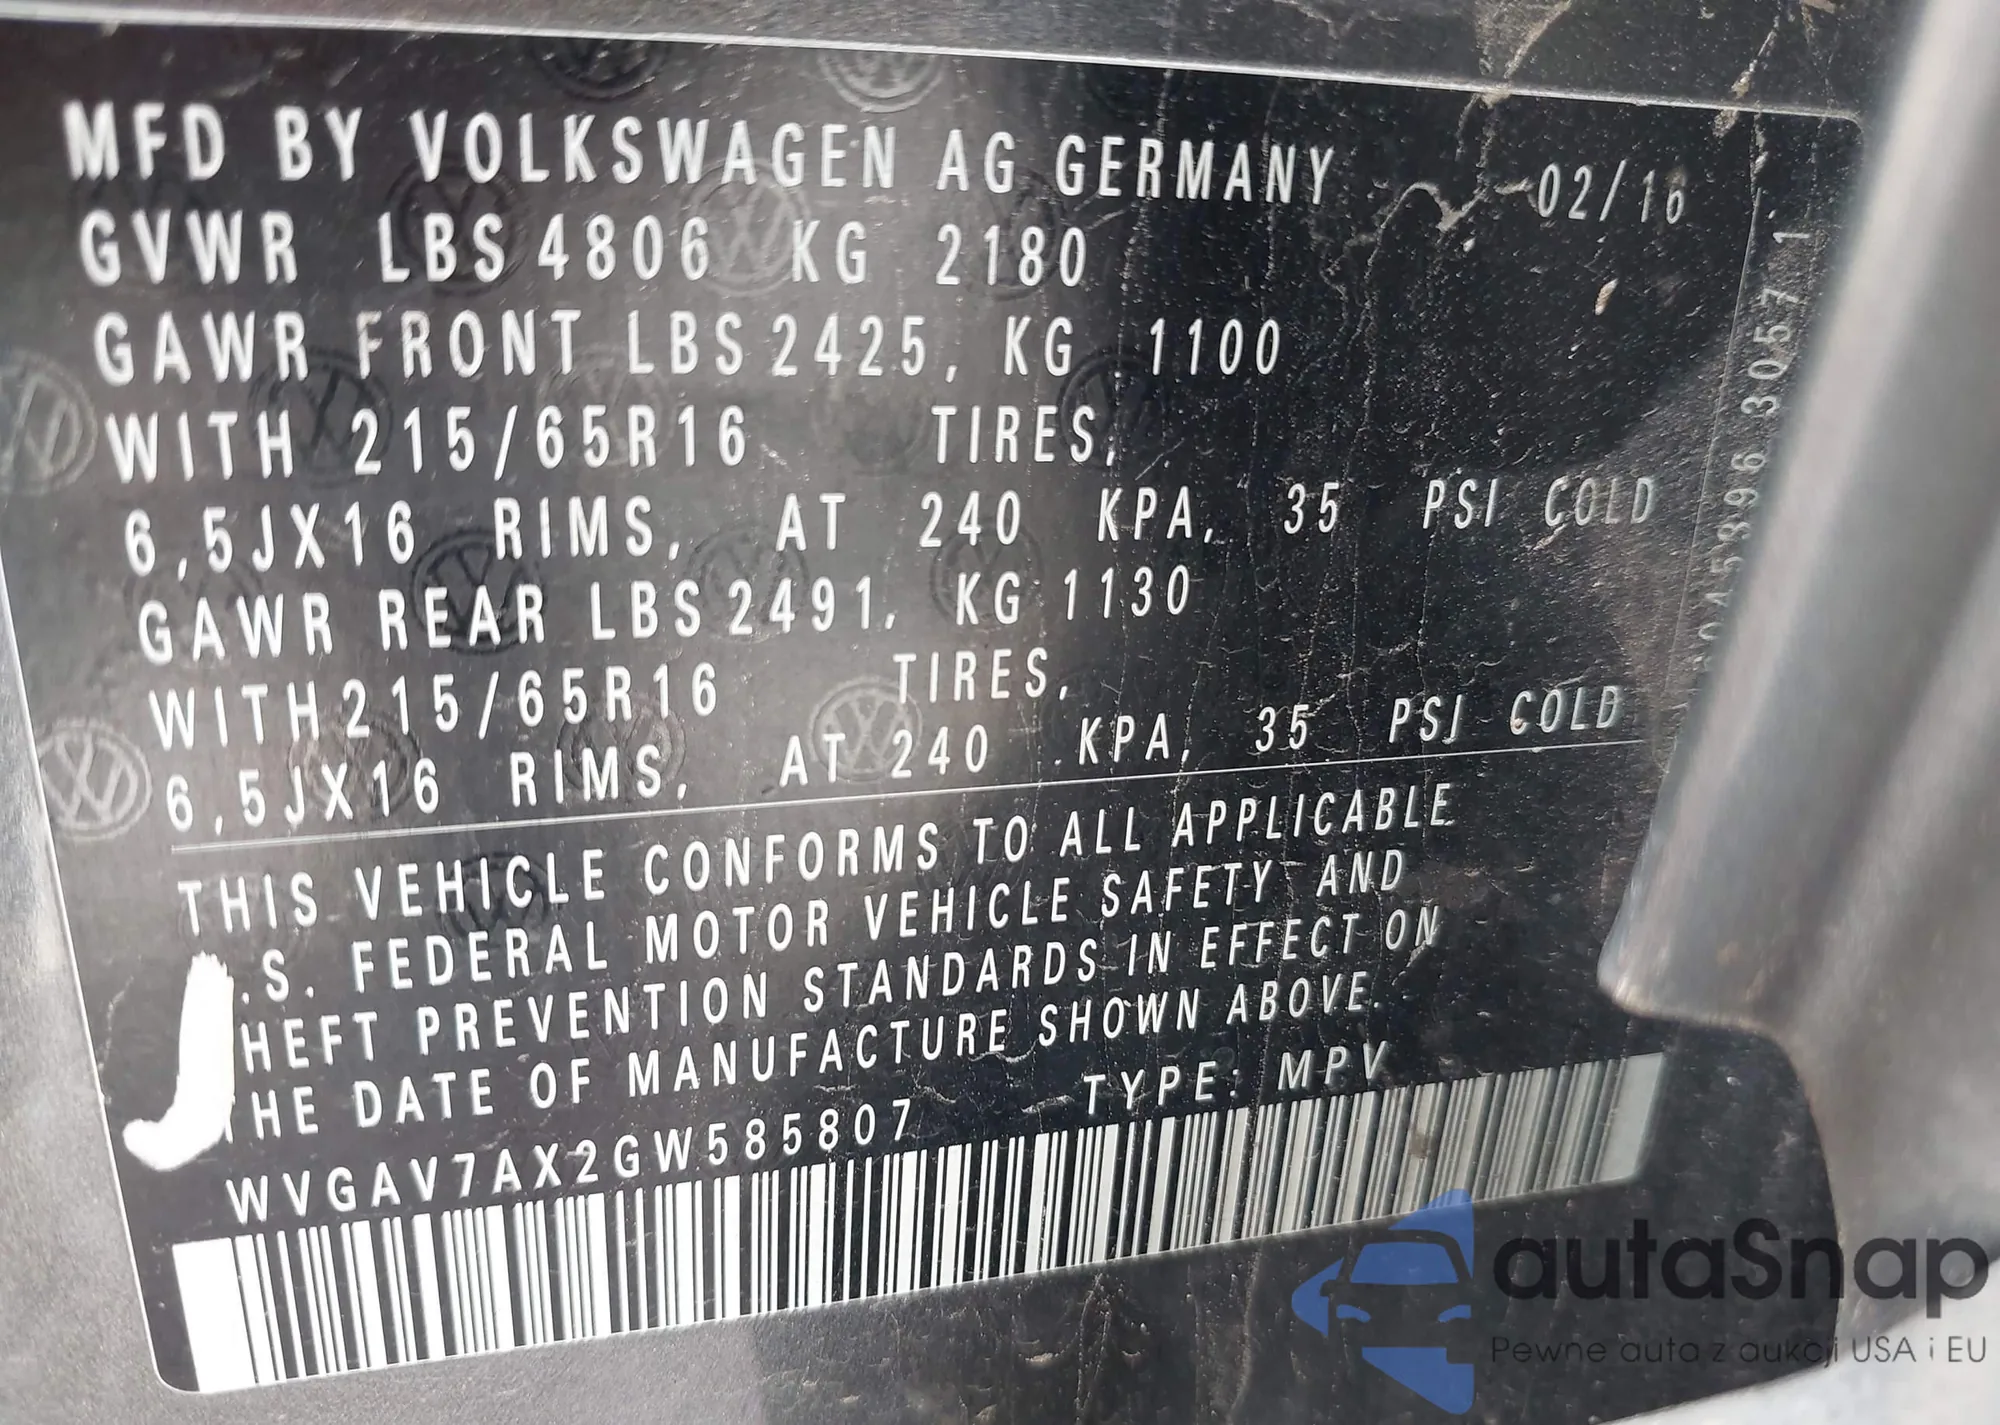 MFD BY VOLKSWAGEN AG GERMANY 02/16
GVWR LBS 4806 KG 2180
GAWR FRONT LBS 2425, KG 1100
WITH 215/65R16 TIRES,
6,5JX16 RIMS, AT 240 KPA, 35 PSI COLD
GAWR REAR LBS 2491, KG 1130
WITH 215/65R16 TIRES,
6,5JX16 RIMS, AT 240 KPA, 35 PSI COLD
THIS VEHICLE CONFORMS TO ALL APPLICABLE
.S. FEDERAL MOTOR VEHICLE SAFETY AND
HEFT PREVENTION STANDARDS IN EFFECT ON
HE DATE OF MANUFACTURE SHOWN ABOVE.
WVGAV7AX2GW585807 TYPE: MPV
autaSnap
Pewne auta z aukcji USA i EU